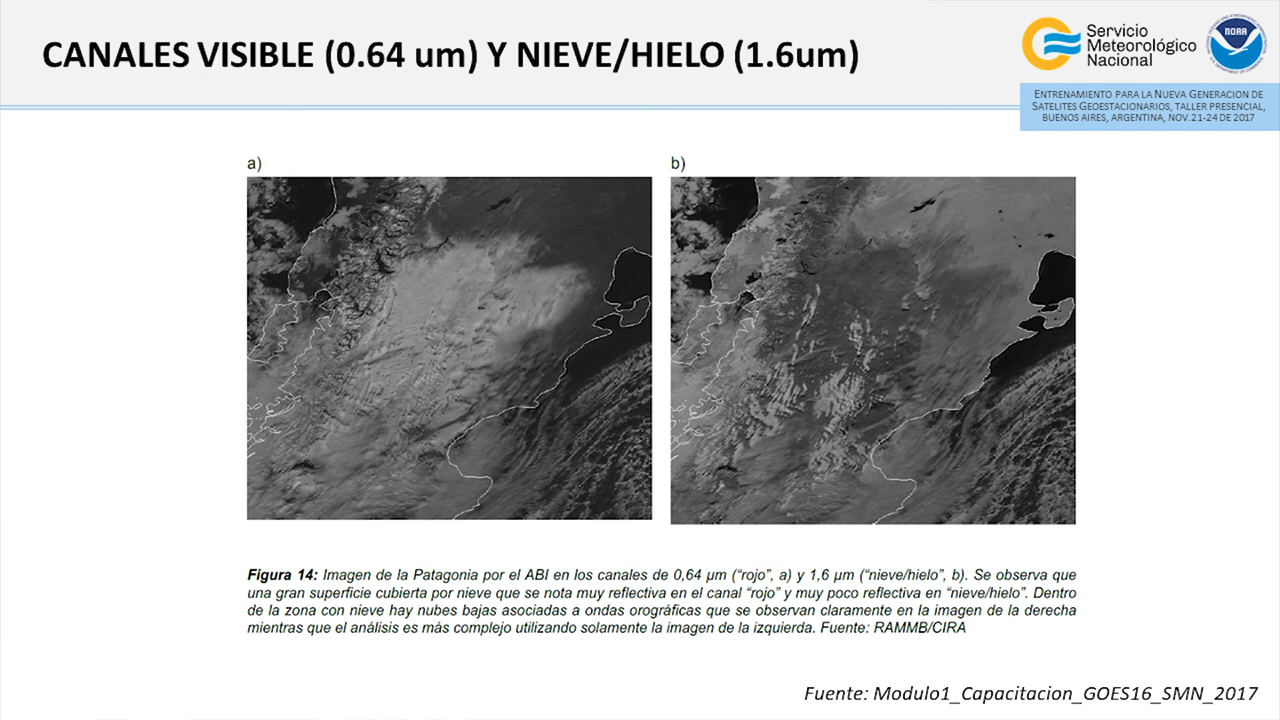 CANALES VISIBLE (0.64 um) Y NIEVE/HIELO (1.6um)
Servicio
Meteorológico
Nacional
NOAA
ENTRENAMIENTO PARA LA NUEVA GENERACION DE
SATELITES GEOESTACIONARIOS, TALLER PRESENCIAL,
BUENOS AIRES, ARGENTINA, NOV.21-24 DE 2017
a)
b)
Figura 14: Imagen de la Patagonia por el ABI en los canales de 0,64 µm (“rojo”, a) y 1,6 µm (“nieve/hielo”, b). Se observa que
una gran superficie cubierta por nieve que se nota muy reflectiva en el canal “rojo” y muy poco reflectiva en “nieve/hielo”. Dentro
de la zona con nieve hay nubes bajas asociadas a ondas orográficas que se observan claramente en la imagen de la derecha
mientras que el análisis es más complejo utilizando solamente la imagen de la izquierda. Fuente: RAMMB/CIRA
Fuente: Modulo1_Capacitacion_GOES16_SMN_2017